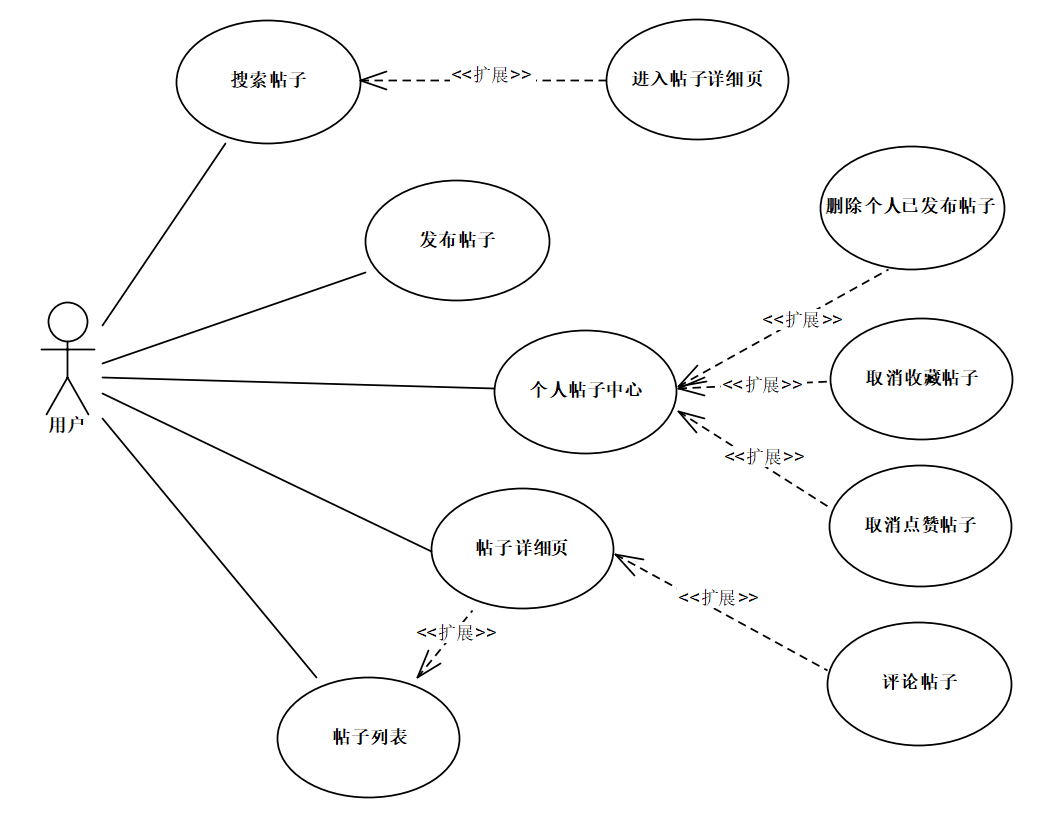 搜索帖子
<<扩展>>
进入帖子详细页
删除个人已发布帖子
发布帖子
<<扩展>>
个人帖子中心
<<扩展>>
取消收藏帖子
用户
<<扩展>>
取消点赞帖子
帖子详细页
<<扩展>>
<<扩展>>
评论帖子
帖子列表